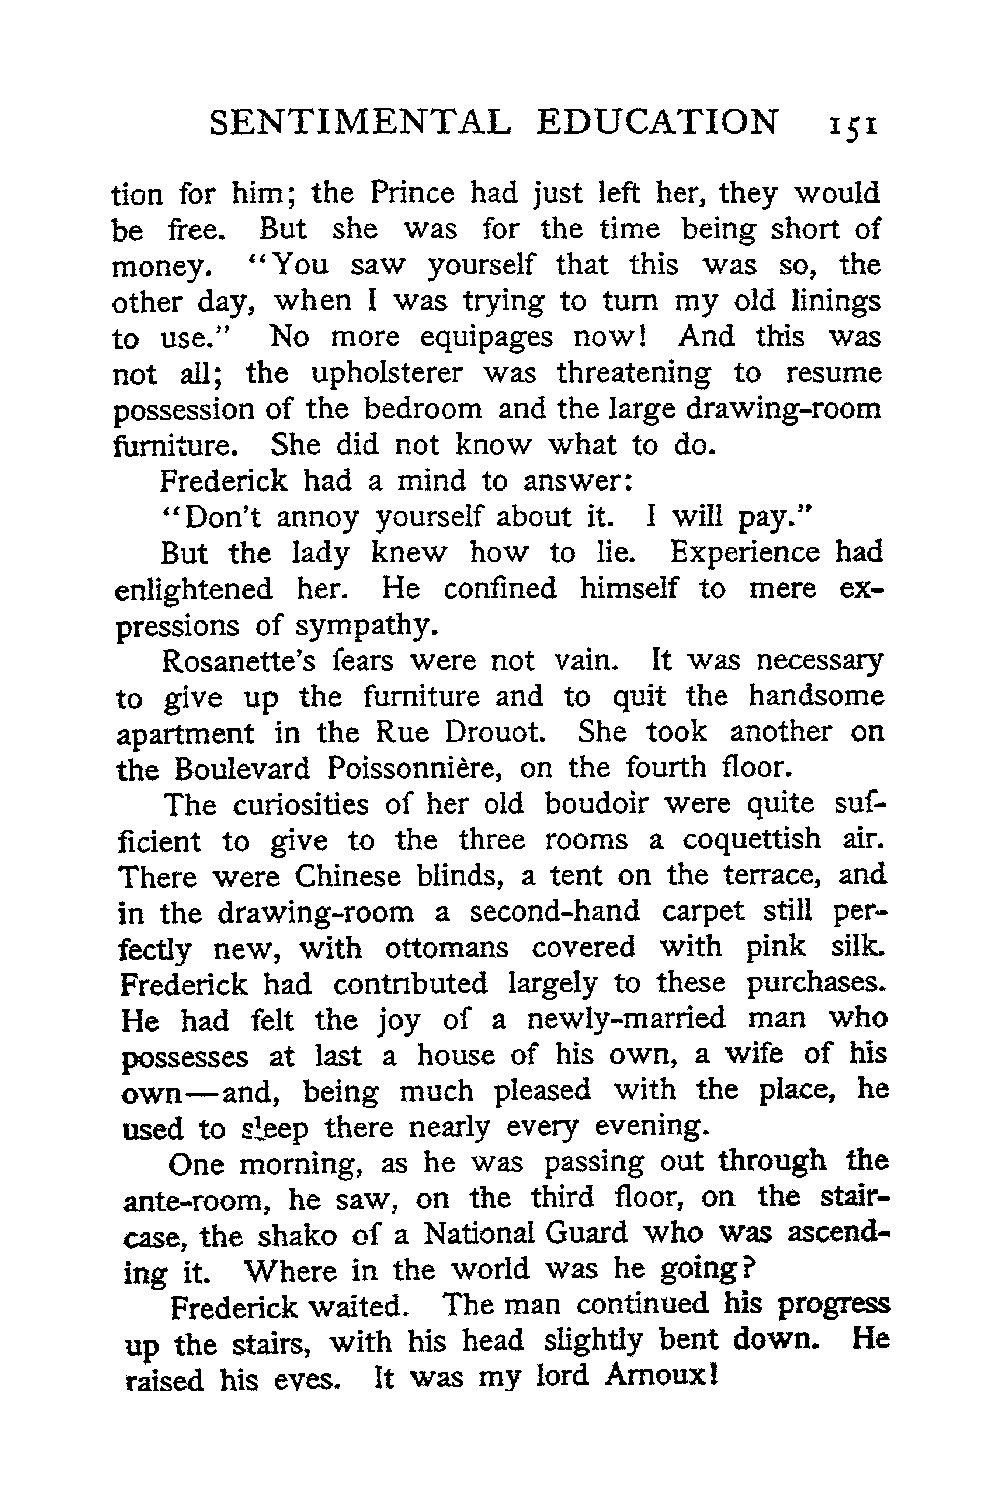 SENTIMENTAL EDUCATION 151
tion for him; the Prince had just left her, they would
be free. But she was for the time being short of
money. "You saw yourself that this was so, the
other day, when I was trying to turn my old linings
to use." No more equipages now! And this was
not all; the upholsterer was threatening to resume
possession of the bedroom and the large drawing-room
furniture. She did not know what to do.
Frederick had a mind to answer:
"Don't annoy yourself about it. I will pay."
But the lady knew how to lie. Experience had
enlightened her. He confined himself to mere ex-
pressions of sympathy.
Rosanette's fears were not vain. It was necessary
to give up the furniture and to quit the handsome
apartment in the Rue Drouot. She took another on
the Boulevard Poissonnière, on the fourth floor.
The curiosities of her old boudoir were quite suf-
ficient to give to the three rooms a coquettish air.
There were Chinese blinds, a tent on the terrace, and
in the drawing-room a second-hand carpet still per-
fectly new, with ottomans covered with pink silk.
Frederick had contributed largely to these purchases.
He had felt the joy of a newly-married man who
possesses at last a house of his own, a wife of his
own—and, being much pleased with the place, he
used to sleep there nearly every evening.
One morning, as he was passing out through the
ante-room, he saw, on the third floor, on the stair-
case, the shako of a National Guard who was ascend-
ing it. Where in the world was he going?
Frederick waited. The man continued his progress
up the stairs, with his head slightly bent down. He
raised his eyes. It was my lord Arnoux!